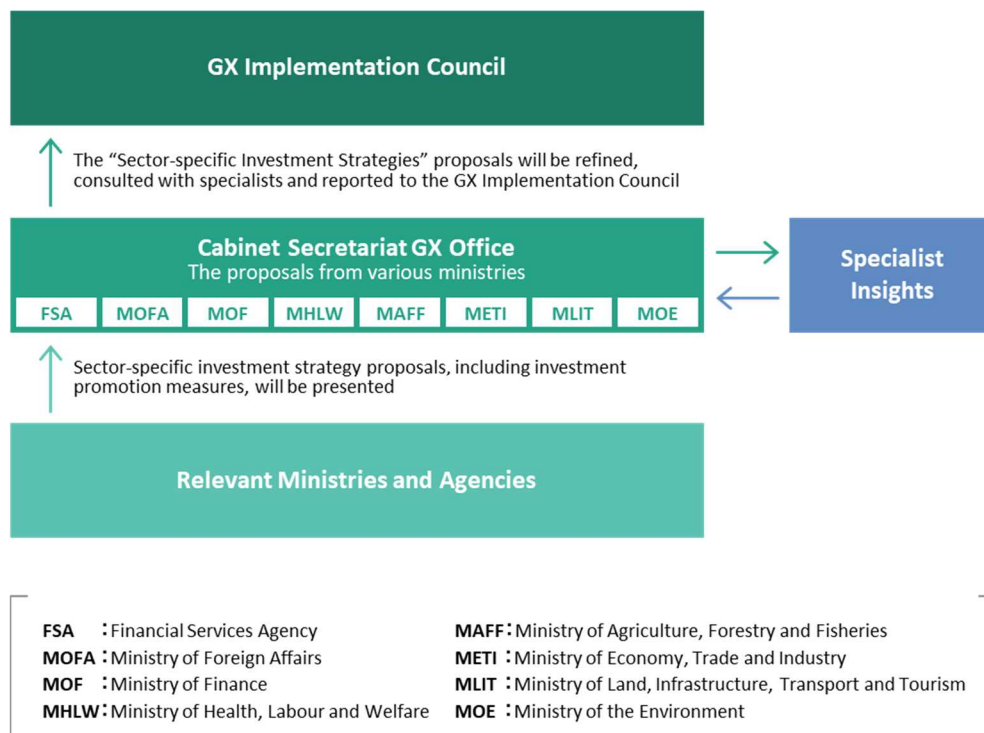 GX Implementation Council
The “Sector-specific Investment Strategies” proposals will be refined,
consulted with specialists and reported to the GX Implementation Council
Cabinet Secretariat GX Office
The proposals from various ministries
FSA MOFA MOF MHLW MAFF METI MLIT MOE
Specialist
Insights
Sector-specific investment strategy proposals, including investment
promotion measures, will be presented
Relevant Ministries and Agencies
FSA :Financial Services Agency
MOFA :Ministry of Foreign Affairs
MOF :Ministry of Finance
MHLW:Ministry of Health, Labour and Welfare
MAFF:Ministry of Agriculture, Forestry and Fisheries
METI :Ministry of Economy, Trade and Industry
MLIT :Ministry of Land, Infrastructure, Transport and Tourism
MOE :Ministry of the Environment